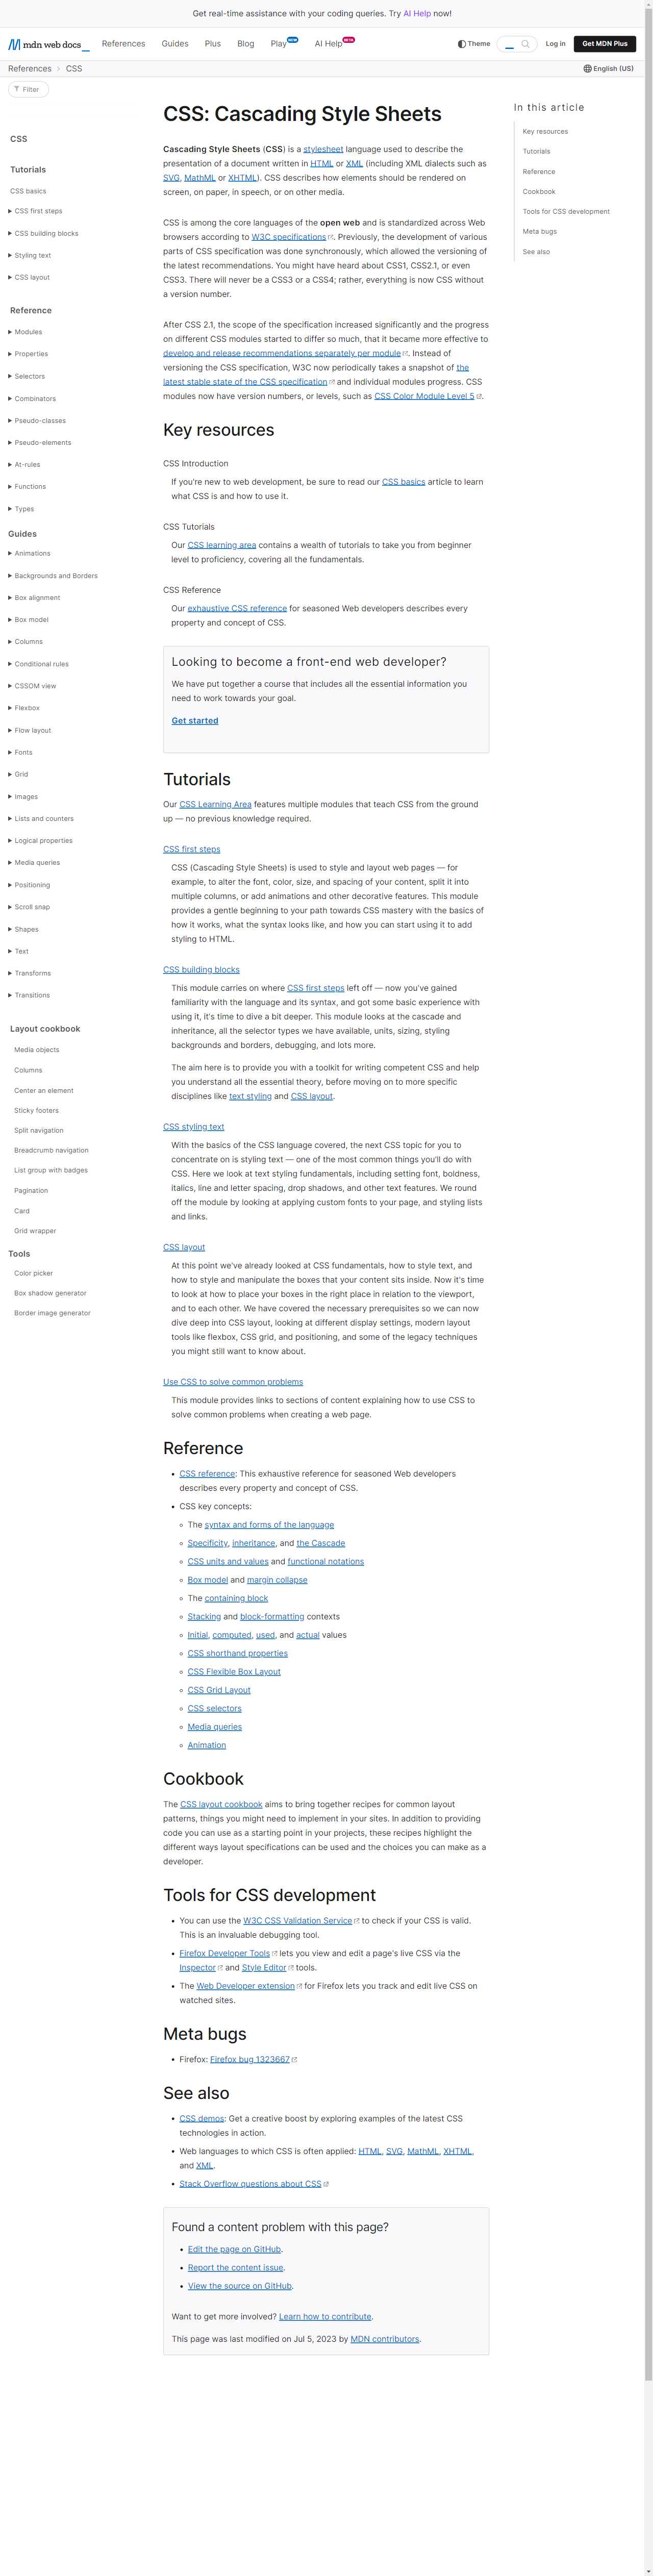 Get real-time assistance with your coding queries. Try AI Help now!
mdn web docs_
References
Guides
Plus
Blog
Play NEW
AI Help BETA
Theme
Log in
Get MDN Plus
References > CSS
English (US)
Filter
CSS
Tutorials
CSS basics
CSS first steps
CSS building blocks
Styling text
CSS layout
Reference
Modules
Properties
Selectors
Combinators
Pseudo-classes
Pseudo-elements
At-rules
Functions
Types
Guides
Animations
Backgrounds and Borders
Box alignment
Box model
Columns
Conditional rules
CSSOM view
Flexbox
Flow layout
Fonts
Grid
Images
Lists and counters
Logical properties
Media queries
Positioning
Scroll snap
Shapes
Text
Transforms
Transitions
Layout cookbook
Media objects
Columns
Center an element
Sticky footers
Split navigation
Breadcrumb navigation
List group with badges
Pagination
Card
Grid wrapper
Tools
Color picker
Box shadow generator
Border image generator
CSS: Cascading Style Sheets
Cascading Style Sheets (CSS) is a stylesheet language used to describe the
presentation of a document written in HTML or XML (including XML dialects such as
SVG, MathML or XHTML). CSS describes how elements should be rendered on
screen, on paper, in speech, or on other media.
CSS is among the core languages of the open web and is standardized across Web
browsers according to W3C specifications. Previously, the development of various
parts of CSS specification was done synchronously, which allowed the versioning of
the latest recommendations. You might have heard about CSS1, CSS2.1, or even
CSS3. There will never be a CSS3 or a CSS4; rather, everything is now CSS without
a version number.
After CSS 2.1, the scope of the specification increased significantly and the progress
on different CSS modules started to differ so much, that it became more effective to
develop and release recommendations separately per module. Instead of
versioning the CSS specification, W3C now periodically takes a snapshot of the
latest stable state of the CSS specification and individual modules progress. CSS
modules now have version numbers, or levels, such as CSS Color Module Level 5.
Key resources
CSS Introduction
If you're new to web development, be sure to read our CSS basics article to learn
what CSS is and how to use it.
CSS Tutorials
Our CSS learning area contains a wealth of tutorials to take you from beginner
level to proficiency, covering all the fundamentals.
CSS Reference
Our exhaustive CSS reference for seasoned Web developers describes every
property and concept of CSS.
Looking to become a front-end web developer?
We have put together a course that includes all the essential information you
need to work towards your goal.
Get started
Tutorials
Our CSS Learning Area features multiple modules that teach CSS from the ground
up — no previous knowledge required.
CSS first steps
CSS (Cascading Style Sheets) is used to style and layout web pages — for
example, to alter the font, color, size, and spacing of your content, split it into
multiple columns, or add animations and other decorative features. This module
provides a gentle beginning to your path towards CSS mastery with the basics of
how it works, what the syntax looks like, and how you can start using it to add
styling to HTML.
CSS building blocks
This module carries on where CSS first steps left off — now you've gained
familiarity with the language and its syntax, and got some basic experience with
using it, it's time to dive a bit deeper. This module looks at the cascade and
inheritance, all the selector types we have available, units, sizing, styling
backgrounds and borders, debugging, and lots more.
The aim here is to provide you with a toolkit for writing competent CSS and help
you understand all the essential theory, before moving on to more specific
disciplines like text styling and CSS layout.
CSS styling text
With the basics of the CSS language covered, the next CSS topic for you to
concentrate on is styling text — one of the most common things you'll do with
CSS. Here we look at text styling fundamentals, including setting font, boldness,
italics, line and letter spacing, drop shadows, and other text features. We round
off the module by looking at applying custom fonts to your page, and styling lists
and links.
CSS layout
At this point we've already looked at CSS fundamentals, how to style text, and
how to style and manipulate the boxes that your content sits inside. Now it's time
to look at how to place your boxes in the right place in relation to the viewport,
and to each other. We have covered the necessary prerequisites so we can now
dive deep into CSS layout, looking at different display settings, modern layout
tools like flexbox, CSS grid, and positioning, and some of the legacy techniques
you might still want to know about.
Use CSS to solve common problems
This module provides links to sections of content explaining how to use CSS to
solve common problems when creating a web page.
Reference
• CSS reference: This exhaustive reference for seasoned Web developers
describes every property and concept of CSS.
• CSS key concepts:
◦ The syntax and forms of the language
◦ Specificity, inheritance, and the Cascade
◦ CSS units and values and functional notations
◦ Box model and margin collapse
◦ The containing block
◦ Stacking and block-formatting contexts
◦ Initial, computed, used, and actual values
◦ CSS shorthand properties
◦ CSS Flexible Box Layout
◦ CSS Grid Layout
◦ CSS selectors
◦ Media queries
◦ Animation
Cookbook
The CSS layout cookbook aims to bring together recipes for common layout
patterns, things you might need to implement in your sites. In addition to providing
code you can use as a starting point in your projects, these recipes highlight the
different ways layout specifications can be used and the choices you can make as a
developer.
Tools for CSS development
• You can use the W3C CSS Validation Service to check if your CSS is valid.
This is an invaluable debugging tool.
• Firefox Developer Tools lets you view and edit a page's live CSS via the
Inspector and Style Editor tools.
• The Web Developer extension for Firefox lets you track and edit live CSS on
watched sites.
Meta bugs
• Firefox: Firefox bug 1323667
See also
• CSS demos: Get a creative boost by exploring examples of the latest CSS
technologies in action.
• Web languages to which CSS is often applied: HTML, SVG, MathML, XHTML,
and XML.
• Stack Overflow questions about CSS
Found a content problem with this page?
• Edit the page on GitHub.
• Report the content issue.
• View the source on GitHub.
Want to get more involved? Learn how to contribute.
This page was last modified on Jul 5, 2023 by MDN contributors.
In this article
Key resources
Tutorials
Reference
Cookbook
Tools for CSS development
Meta bugs
See also